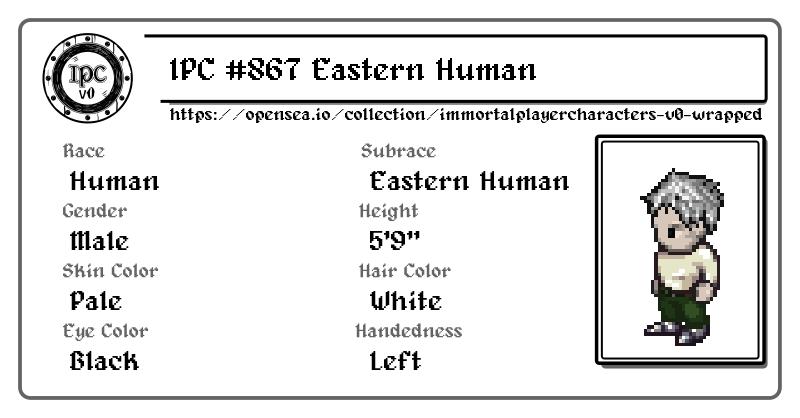 IPC
v0
IPC #867 Eastern Human
https://opensea.io/collection/immortalplayercharacters-v0-wrapped
Race
Human
Subrace
Eastern Human
Gender
Male
Height
5'9"
Skin Color
Pale
Hair Color
White
Eye Color
Black
Handedness
Left